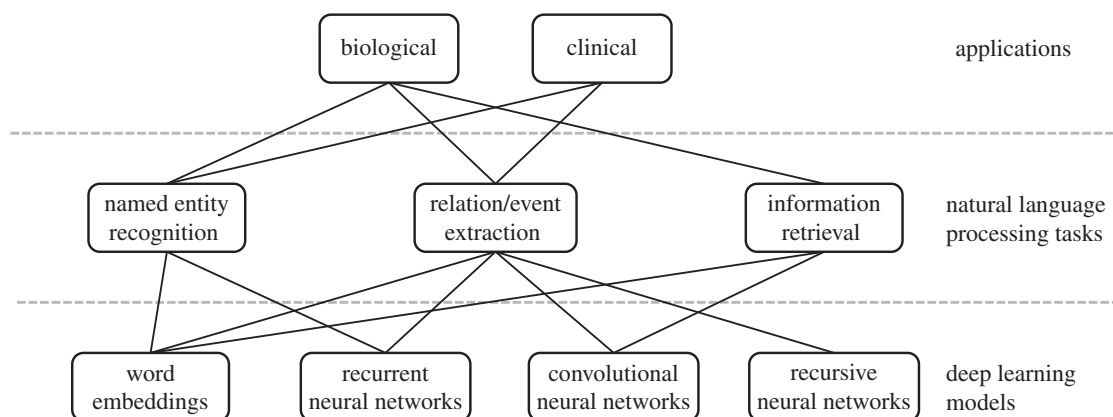 biological
clinical
applications
named entity
recognition
relation/event
extraction
information
retrieval
natural language
processing tasks
word
embeddings
recurrent
neural networks
convolutional
neural networks
recursive
neural networks
deep learning
models